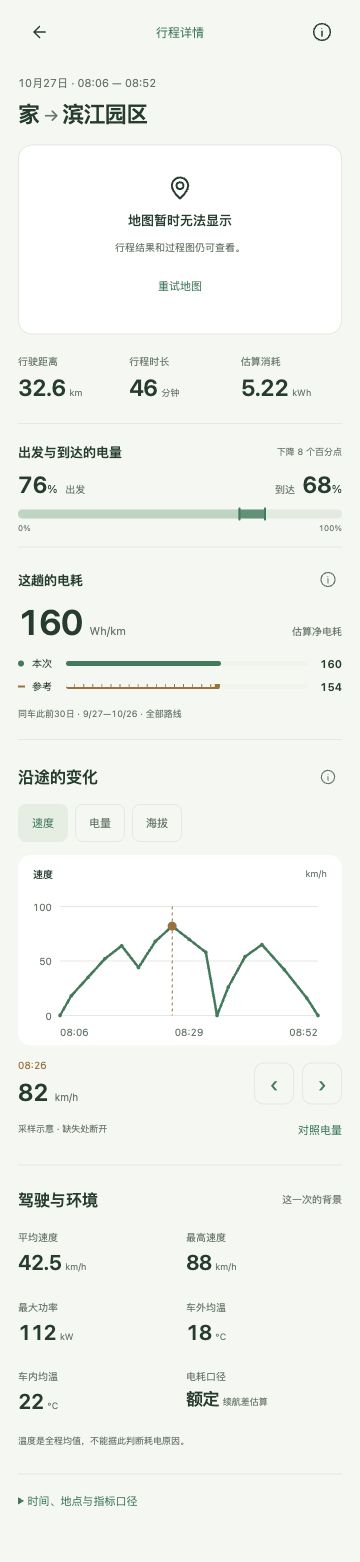 行程详情
10月27日 · 08:06 — 08:52
家 → 滨江园区
地图暂时无法显示
行程结果和过程图仍可查看。
重试地图
行驶距离 行程时长 估算消耗
32.6 km 46 分钟 5.22 kWh
出发与到达的电量 下降 8 个百分点
76% 出发 到达 68%
0% 100%
这趟的电耗
160 Wh/km 估算净电耗
本次 160
参考 154
同车此前30日 · 9/27—10/26 · 全部路线
沿途的变化
速度 电量 海拔
速度 km/h
100
50
0
08:06 08:29 08:52
08:26
82 km/h
采样示意 · 缺失处断开 对照电量
驾驶与环境 这一次的背景
平均速度 最高速度
42.5 km/h 88 km/h
最大功率 车外均温
112 kW 18 °C
车内均温 电耗口径
22 °C 额定 续航差估算
温度是全程均值，不能据此判断耗电原因。
时间、地点与指标口径